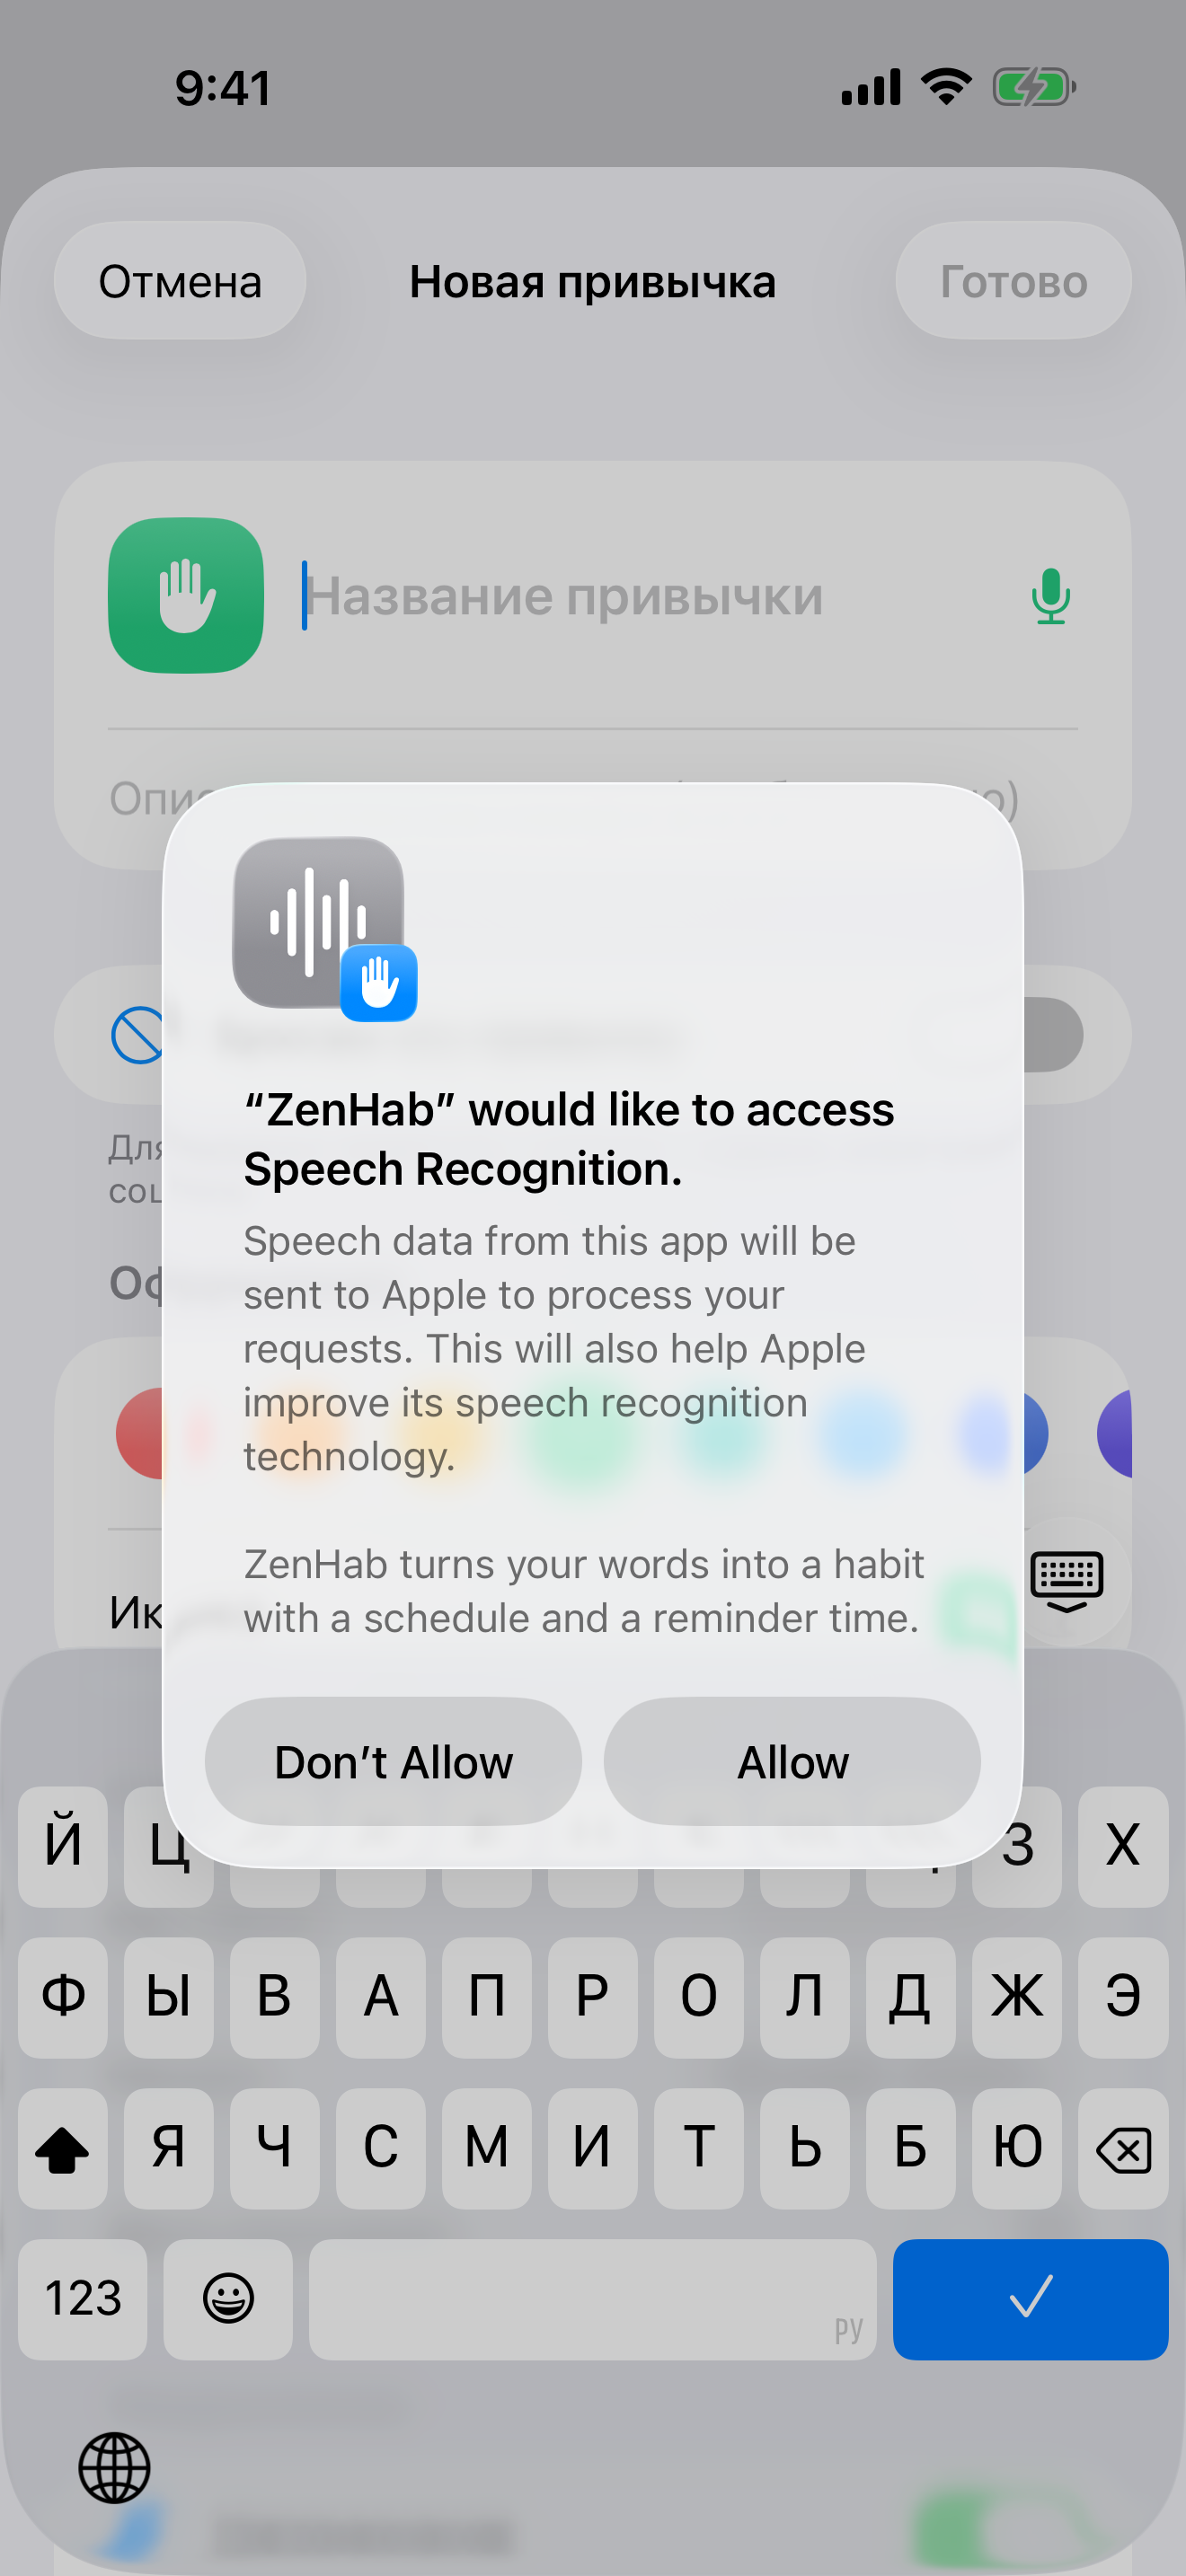 9:41
Отмена
Новая привычка
Готово
Название привычки
“ZenHab” would like to access
Speech Recognition.
Speech data from this app will be
sent to Apple to process your
requests. This will also help Apple
improve its speech recognition
technology.
ZenHab turns your words into a habit
with a schedule and a reminder time.
Don’t Allow
Allow
Й Ц З Х
Ф Ы В А П Р О Л Д Ж Э
Я Ч С М И Т Ь Б Ю
123
РУ